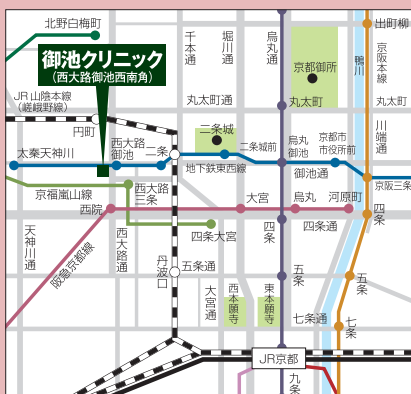 北野白梅町
出町柳
御池クリニック
(西大路御池西南角)
千本通
堀川通
烏丸通
京都御所
鴨川
京阪本線
JR山陰本線
(嵯峨野線)
丸太町通
丸太町
丸太町
円町
川端通
太秦天神川
西大路
御池
二条
二条城
二条城前
烏丸
御池
京都市
市役所前
地下鉄東西線
御池通
京阪三条
京福嵐山線
西大路
三条
西院
大宮
烏丸
河原町
四条
四条通
四条
四条大宮
天神川通
阪急京都線
西大路通
丹波口
五条通
五条
五条
大宮通
西本願寺
東本願寺
七条通
七条
JR京都
九条